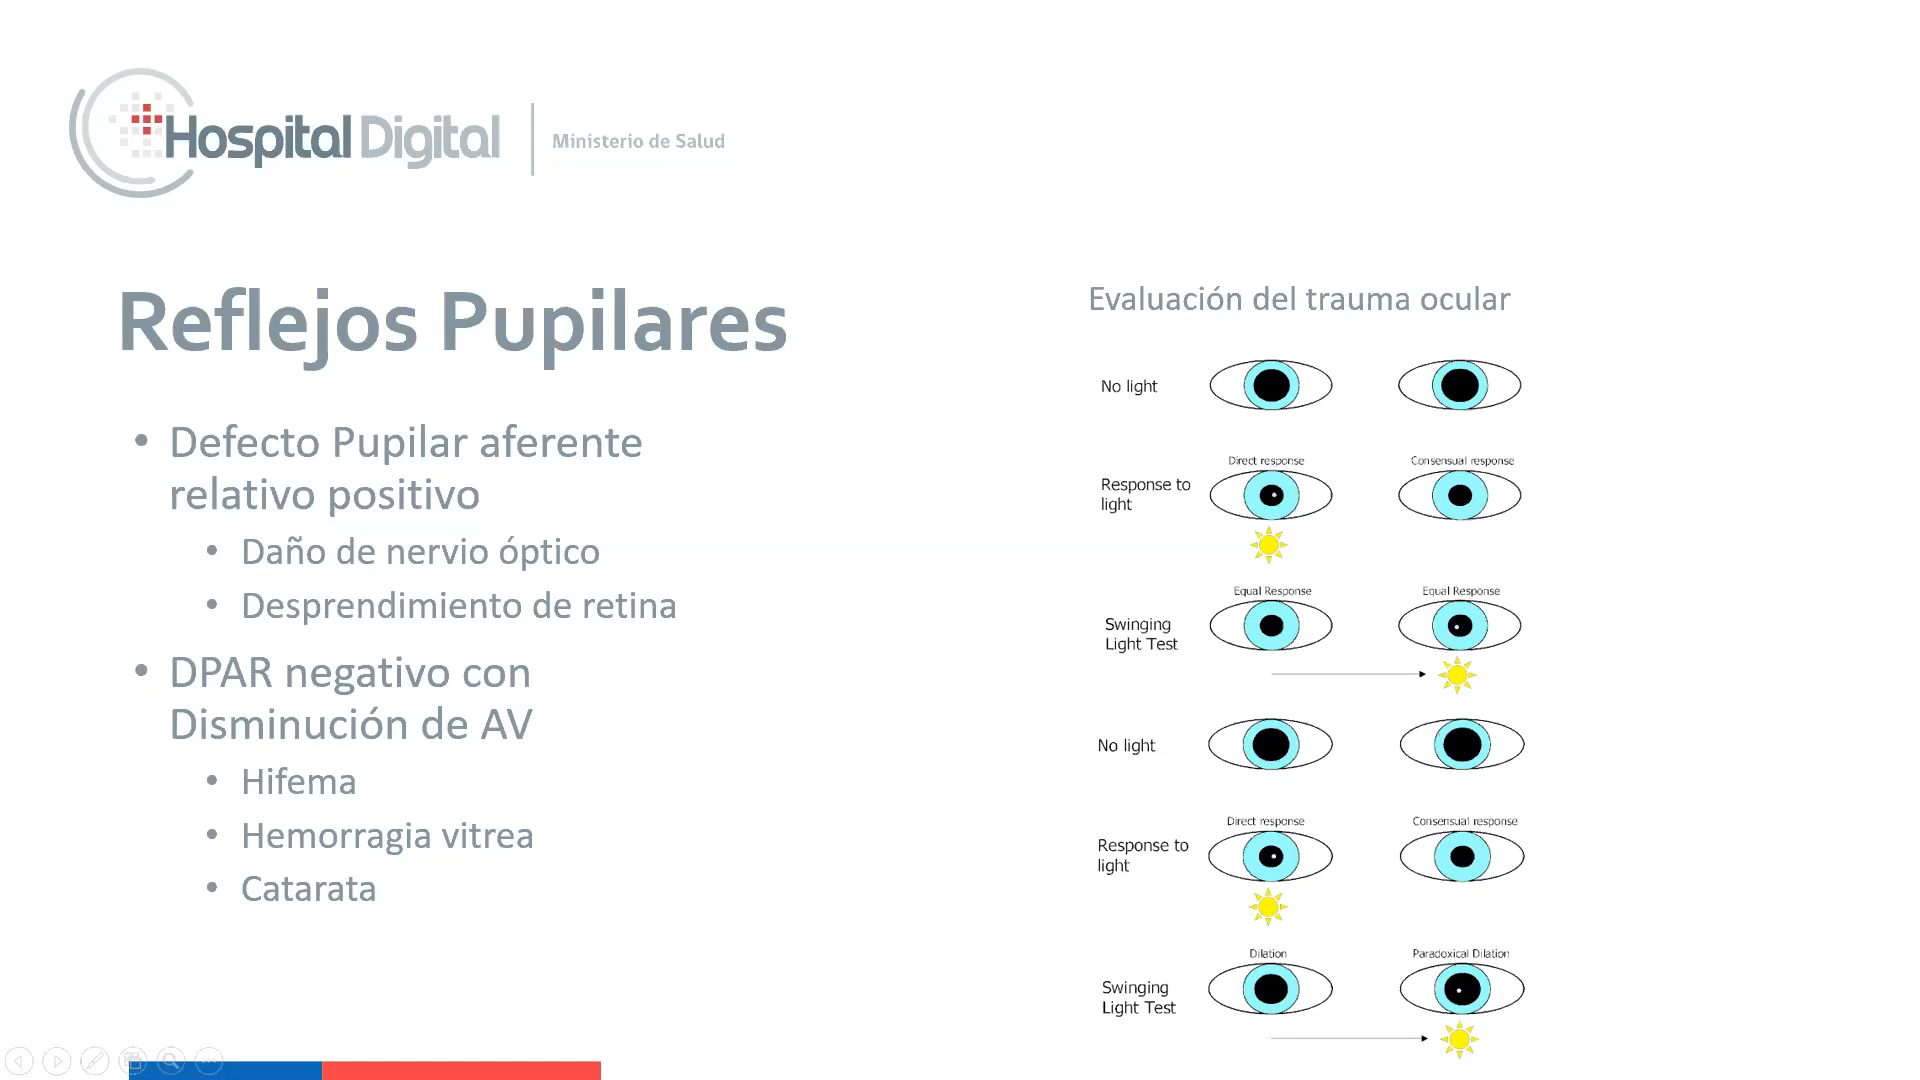 Hospital Digital
Ministerio de Salud
Reflejos Pupilares
• Defecto Pupilar aferente
relativo positivo
• Daño de nervio óptico
• Desprendimiento de retina
• DPAR negativo con
Disminución de AV
• Hifema
• Hemorragia vitrea
• Catarata
Evaluación del trauma ocular
No light
Direct response
Consensual response
Response to
light
Equal Response
Equal Response
Swinging
Light Test
No light
Direct response
Consensual response
Response to
light
Dilation
Paradoxical Dilation
Swinging
Light Test